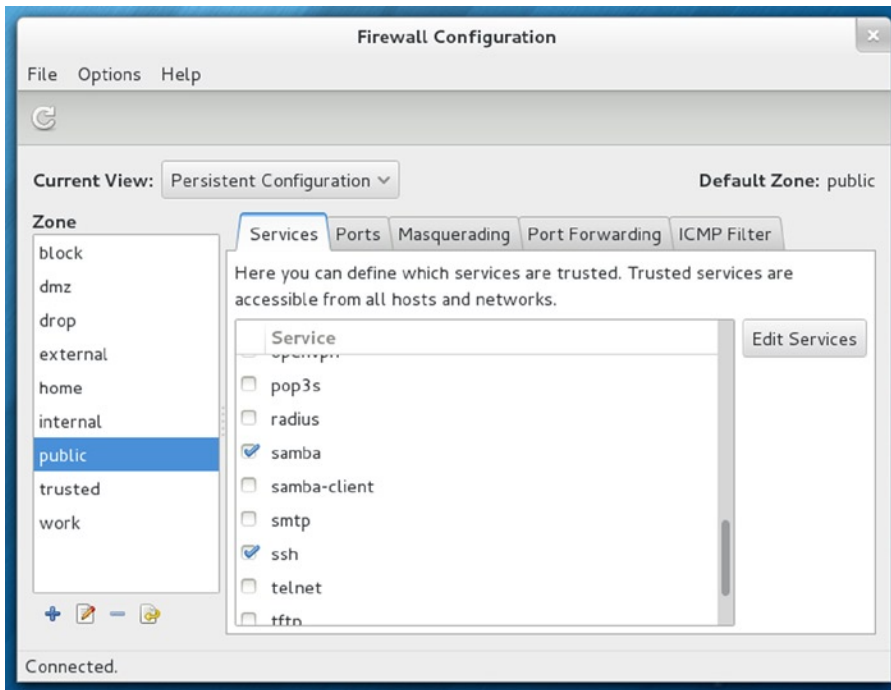 Firewall Configuration
File Options Help
Current View: Persistent Configuration Default Zone: public
Zone
block
dmz
drop
external
home
internal
public
trusted
work
Services Ports Masquerading Port Forwarding ICMP Filter
Here you can define which services are trusted. Trusted services are
accessible from all hosts and networks.
Service
Edit Services
openvpn
pop3s
radius
samba
samba-client
smtp
ssh
telnet
tftp
Connected.